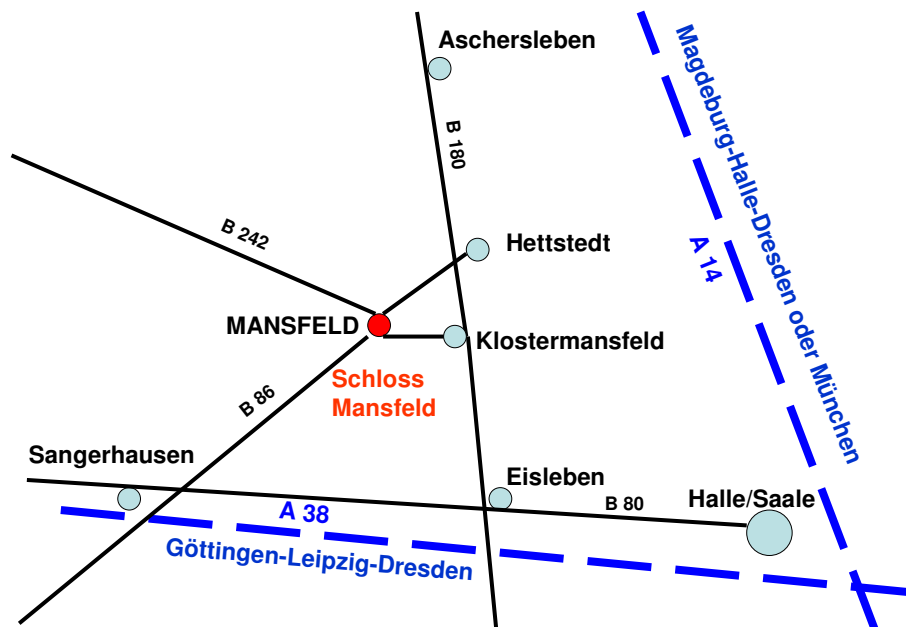 Aschersleben
Magdeburg-Halle-Dresden oder München
B 180
B 242
Hettstedt
A 14
MANSFELD
Klostermansfeld
Schloss
Mansfeld
B 86
Sangerhausen
Eisleben
Halle/Saale
B 80
A 38
Göttingen-Leipzig-Dresden